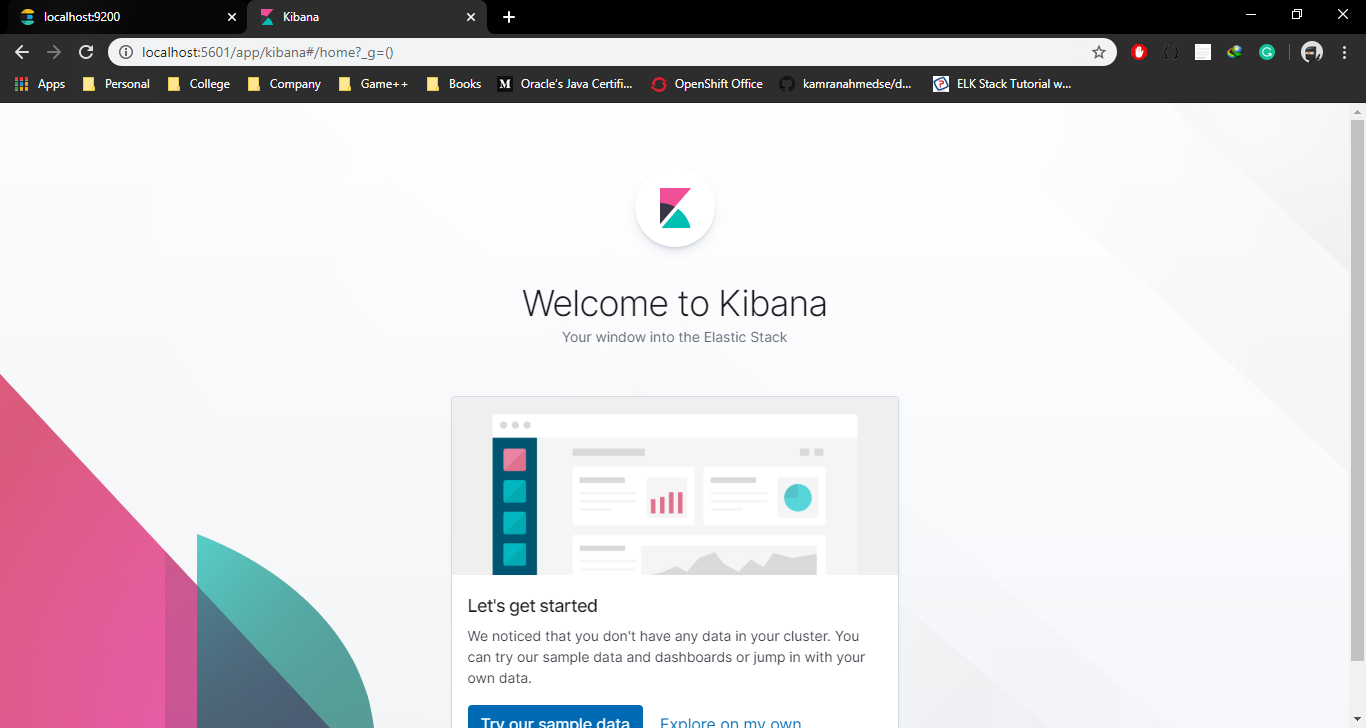 localhost:9200
Kibana
localhost:5601/app/kibana#/home?_g=()
Apps Personal College Company Game++ Books M Oracle's Java Certifi... OpenShift Office kamranahmedse/d... ELK Stack Tutorial w...
Welcome to Kibana
Your window into the Elastic Stack
Let's get started
We noticed that you don't have any data in your cluster. You
can try our sample data and dashboards or jump in with your
own data.
Try our sample data Explore on my own